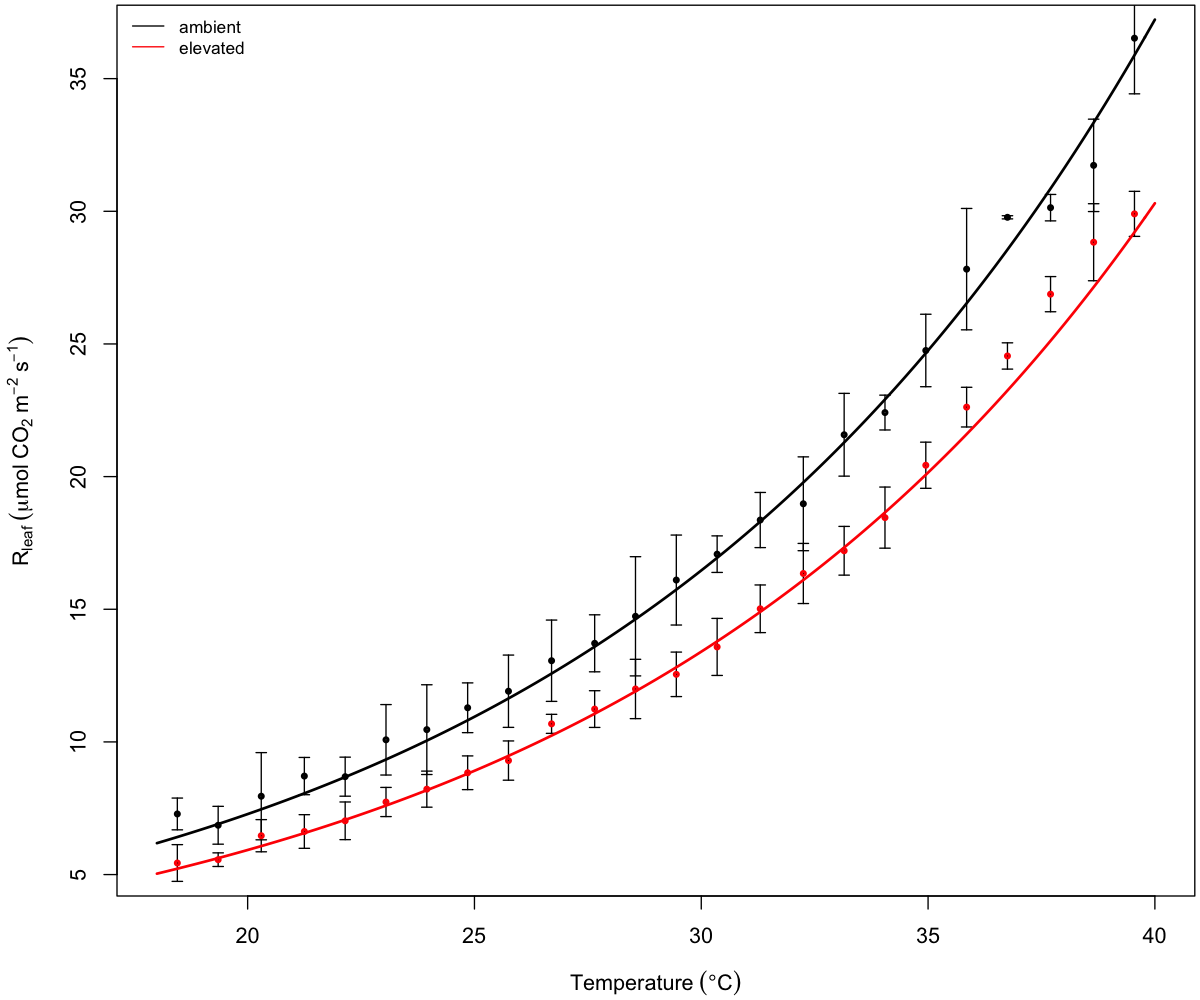 ambient
elevated
35
30
25
20
15
10
5
R_leaf (μmol CO₂ m⁻² s⁻¹)
20 25 30 35 40
Temperature (°C)